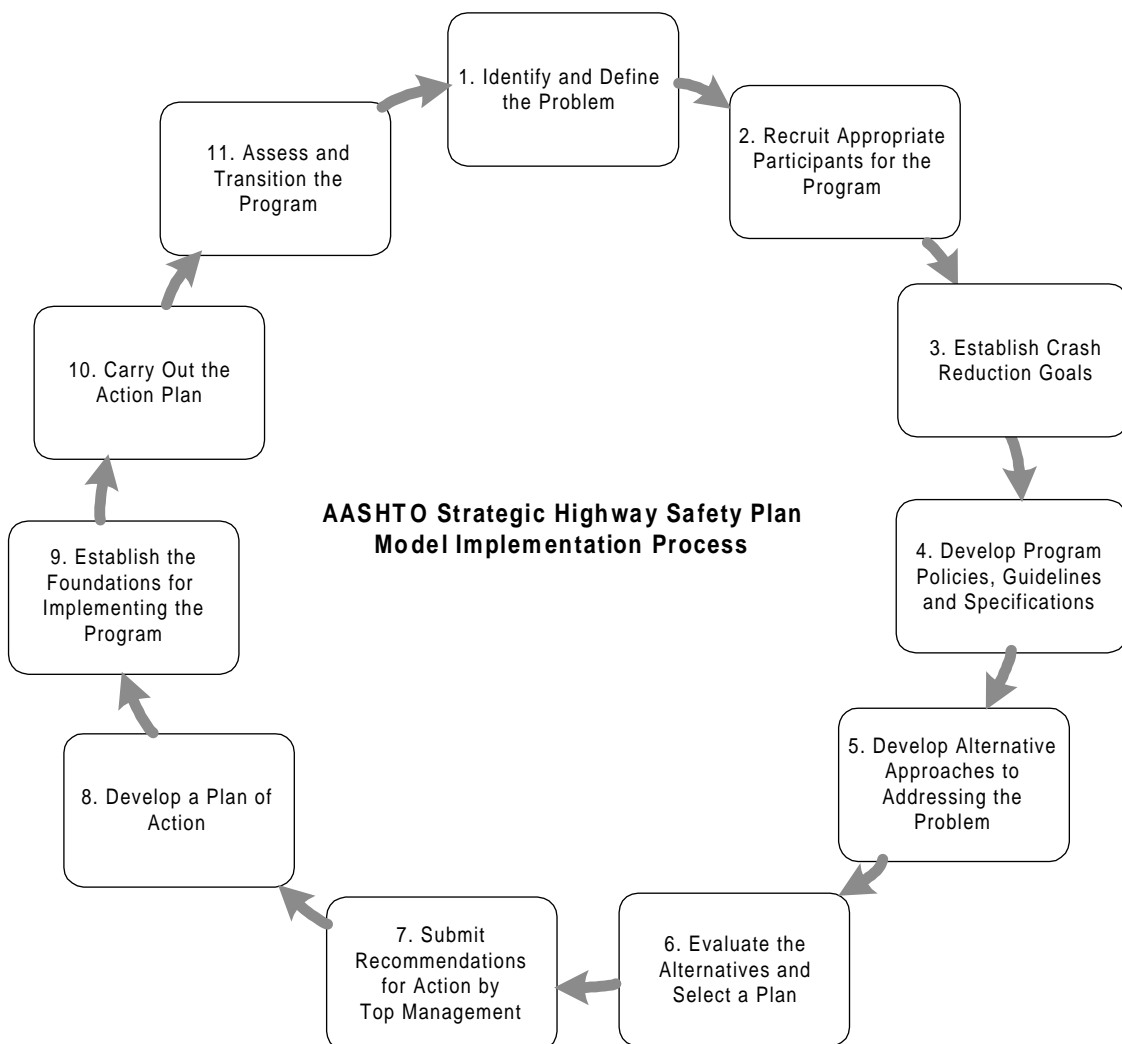 1. Identify and Define
the Problem
2. Recruit Appropriate
Participants for the
Program
3. Establish Crash
Reduction Goals
4. Develop Program
Policies, Guidelines
and Specifications
5. Develop Alternative
Approaches to
Addressing the
Problem
6. Evaluate the
Alternatives and
Select a Plan
7. Submit
Recommendations
for Action by
Top Management
8. Develop a Plan of
Action
9. Establish the
Foundations for
Implementing the
Program
10. Carry Out the
Action Plan
11. Assess and
Transition the
Program
AASHTO Strategic Highway Safety Plan
Model Implementation Process